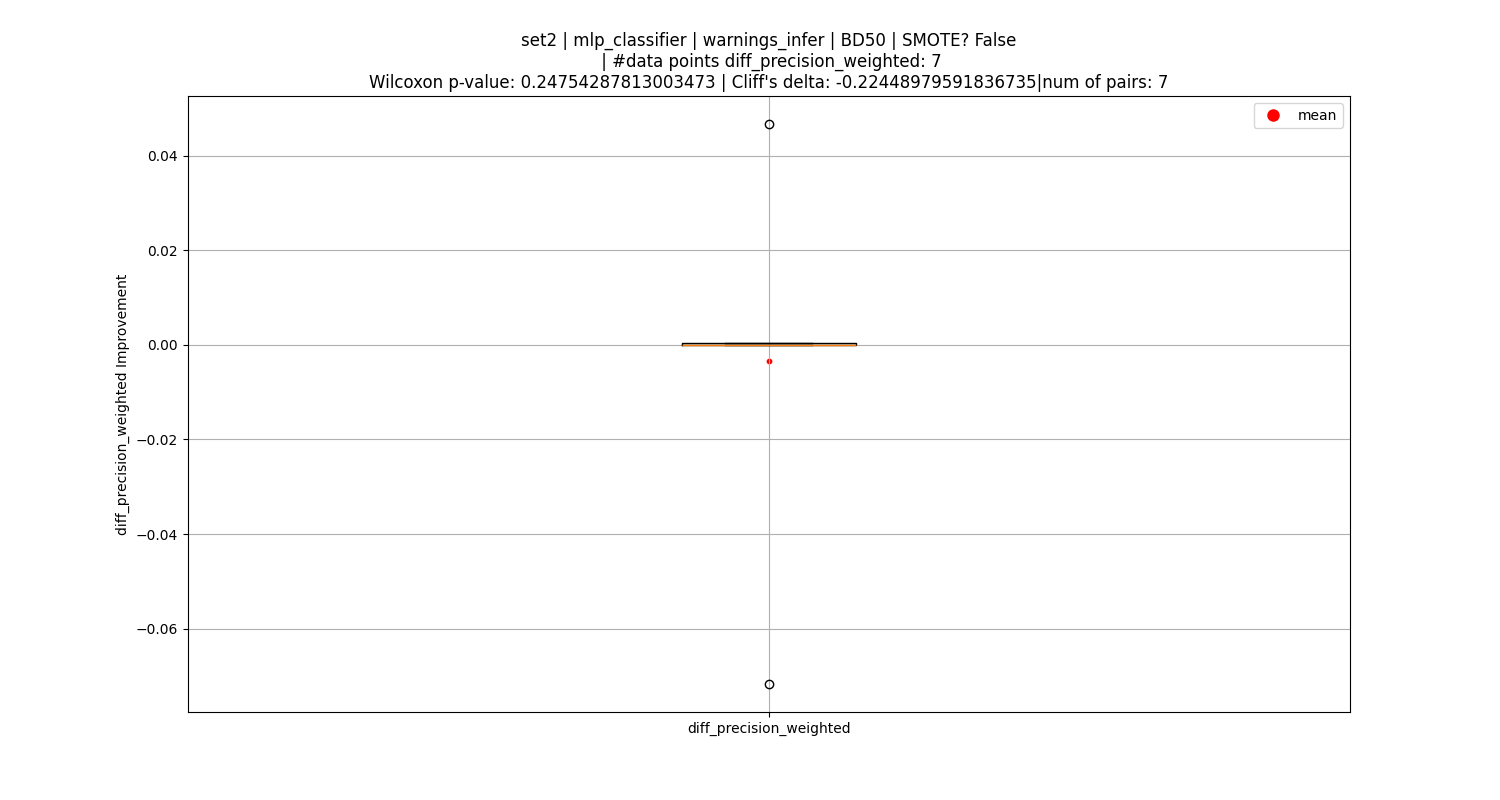 set2 | mlp_classifier | warnings_infer | BD50 | SMOTE? False
| #data points diff_precision_weighted: 7
Wilcoxon p-value: 0.24754287813003473 | Cliff's delta: -0.22448979591836735|num of pairs: 7
mean
0.04
0.02
0.00
−0.02
−0.04
−0.06
diff_precision_weighted Improvement
diff_precision_weighted